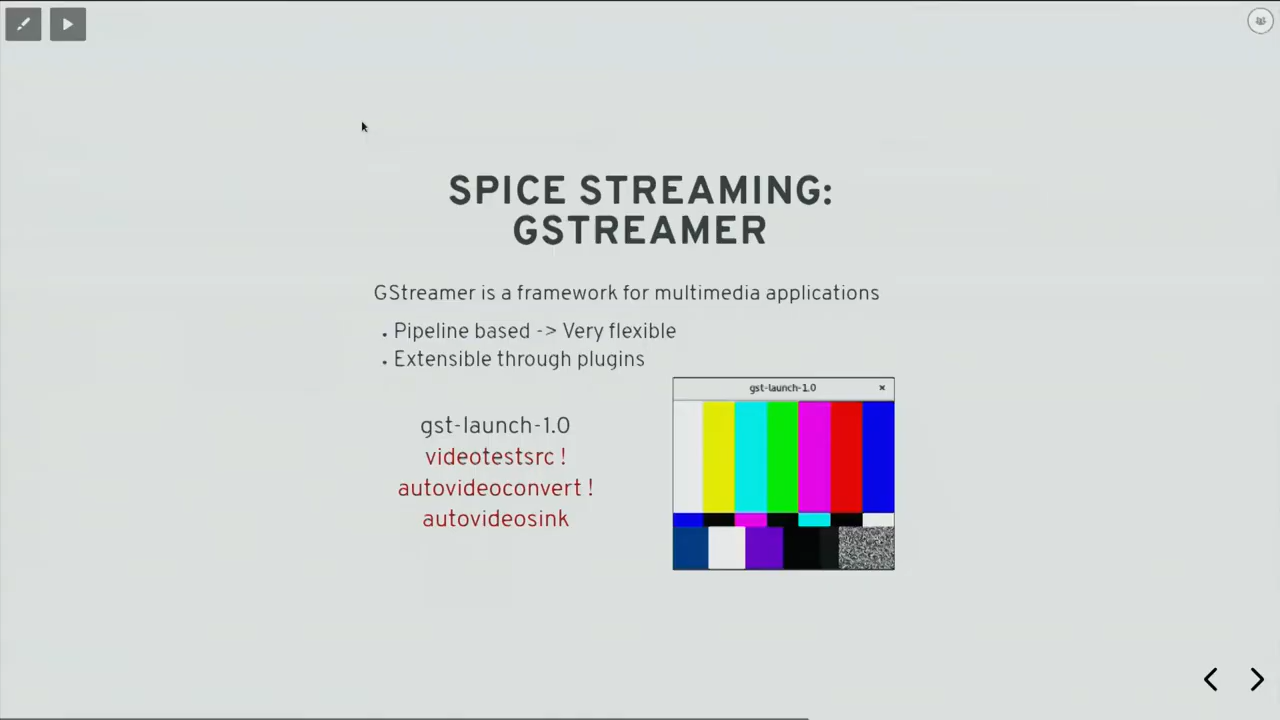 SPICE STREAMING:
GSTREAMER
GStreamer is a framework for multimedia applications
. Pipeline based -> Very flexible
. Extensible through plugins
gst-launch-1.0 ×
gst-launch-1.0
videotestsrc !
autovideoconvert !
autovideosink